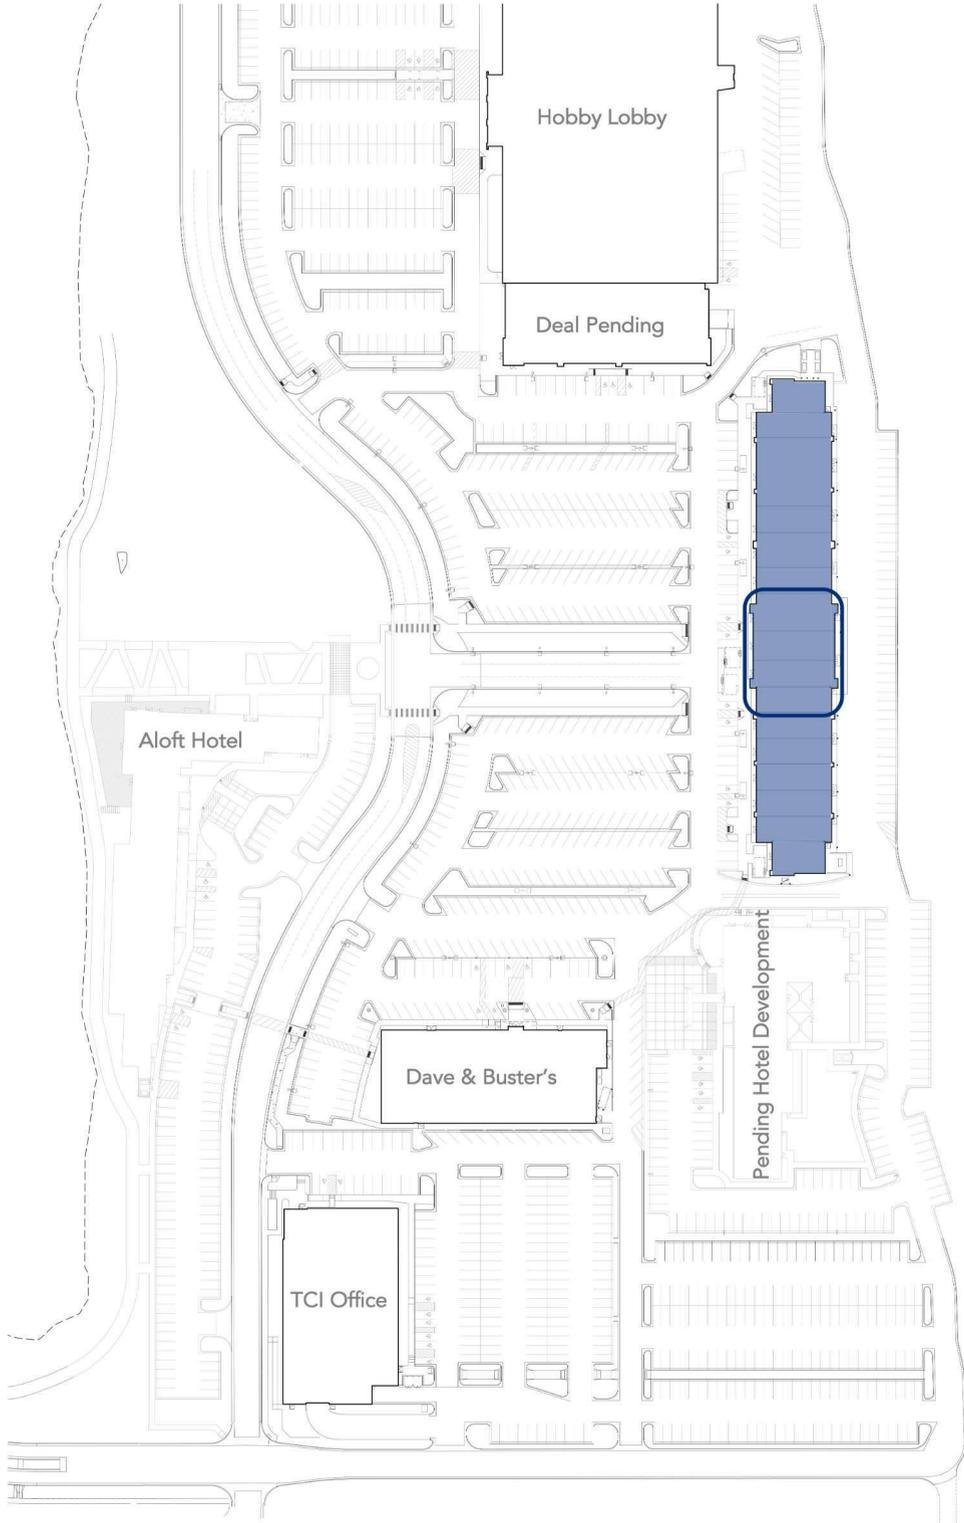 Hobby Lobby
Deal Pending
Aloft Hotel
Pending Hotel Development
Dave & Buster's
TCI Office